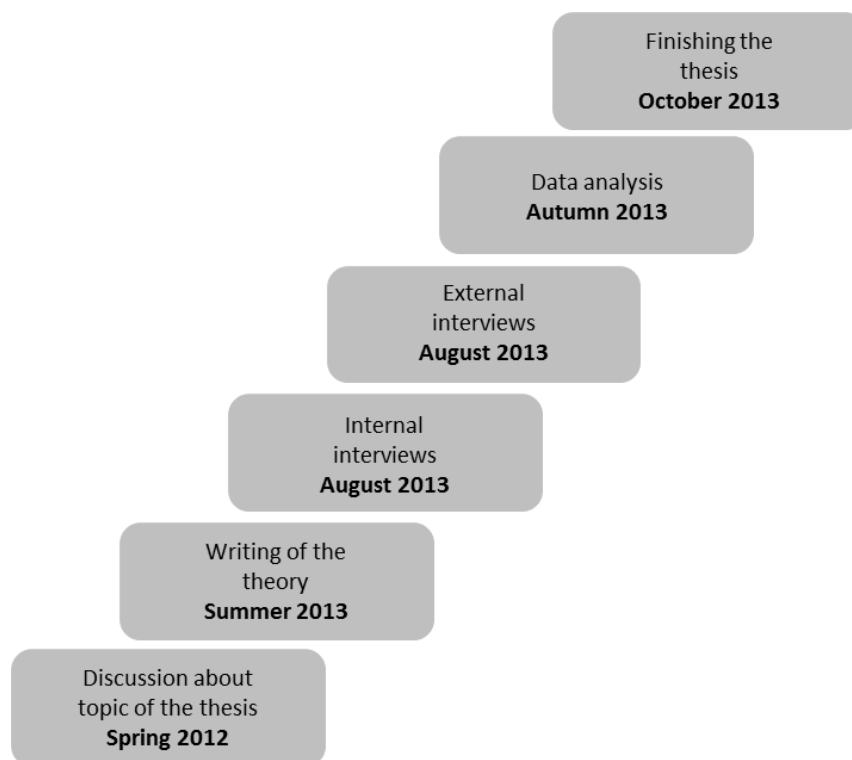 Finishing the
thesis
October 2013
Data analysis
Autumn 2013
External
interviews
August 2013
Internal
interviews
August 2013
Writing of the
theory
Summer 2013
Discussion about
topic of the thesis
Spring 2012